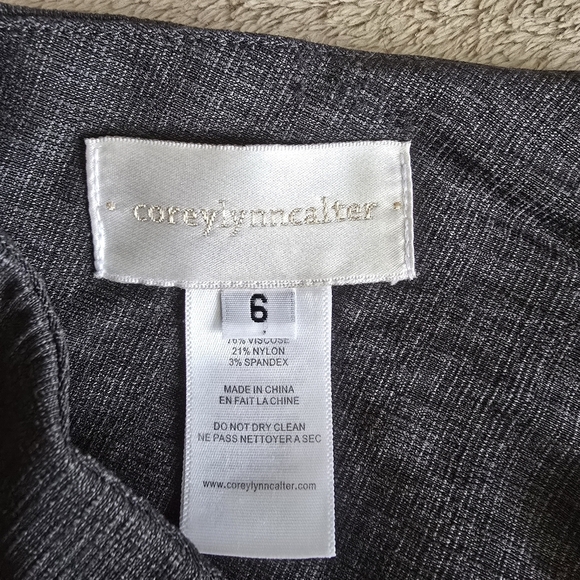 coreylynncalter
6
76% VISCOSE
21% NYLON
3% SPANDEX
MADE IN CHINA
EN FAIT LA CHINE
DO NOT DRY CLEAN
NE PASS NETTOYER A SEC
www.coreylynncalter.com